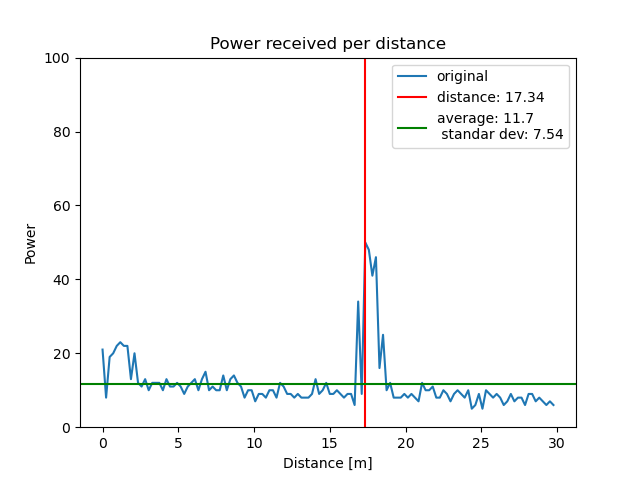 Power received per distance
original
distance: 17.34
average: 11.7
standar dev: 7.54
100
80
60
40
20
0
Power
0 5 10 15 20 25 30
Distance [m]